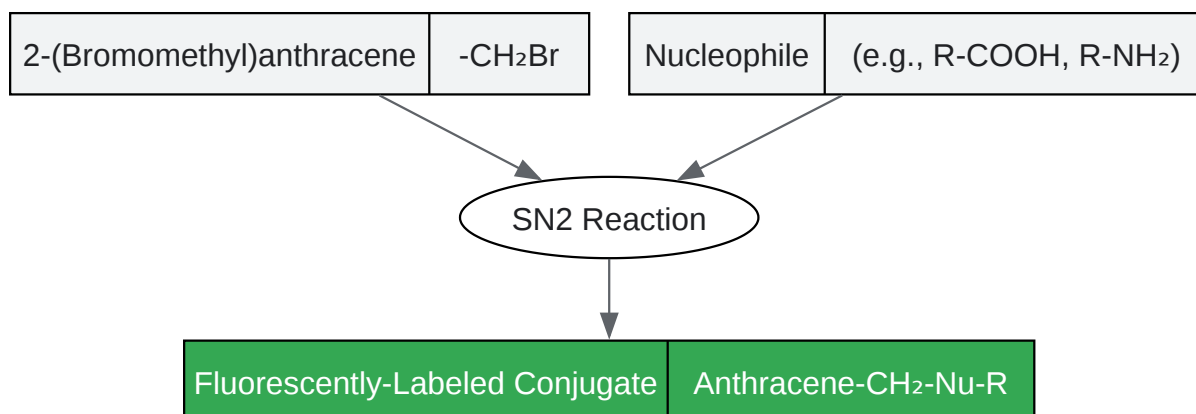 2-(Bromomethyl)anthracene
-CH₂Br
Nucleophile
(e.g., R-COOH, R-NH₂)
SN2 Reaction
Fluorescently-Labeled Conjugate
Anthracene-CH₂-Nu-R